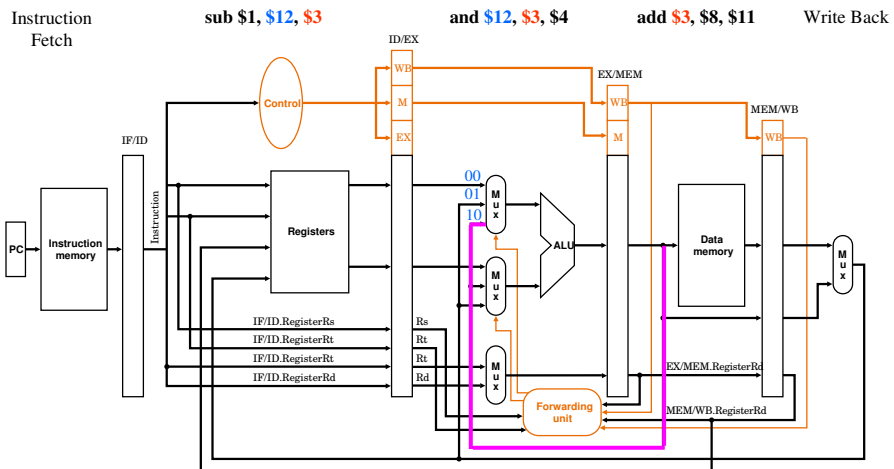 Instruction
Fetch
sub $1, $12, $3
and $12, $3, $4
add $3, $8, $11
Write Back
ID/EX
EX/MEM
MEM/WB
IF/ID
WB
M
EX
WB
M
WB
Control
00
01
10
PC
Instruction
memory
Instruction
Registers
M
u
x
M
u
x
M
u
x
ALU
Data
memory
M
u
x
IF/ID.RegisterRs
IF/ID.RegisterRt
IF/ID.RegisterRt
IF/ID.RegisterRd
Rs
Rt
Rt
Rd
EX/MEM.RegisterRd
Forwarding
unit
MEM/WB.RegisterRd